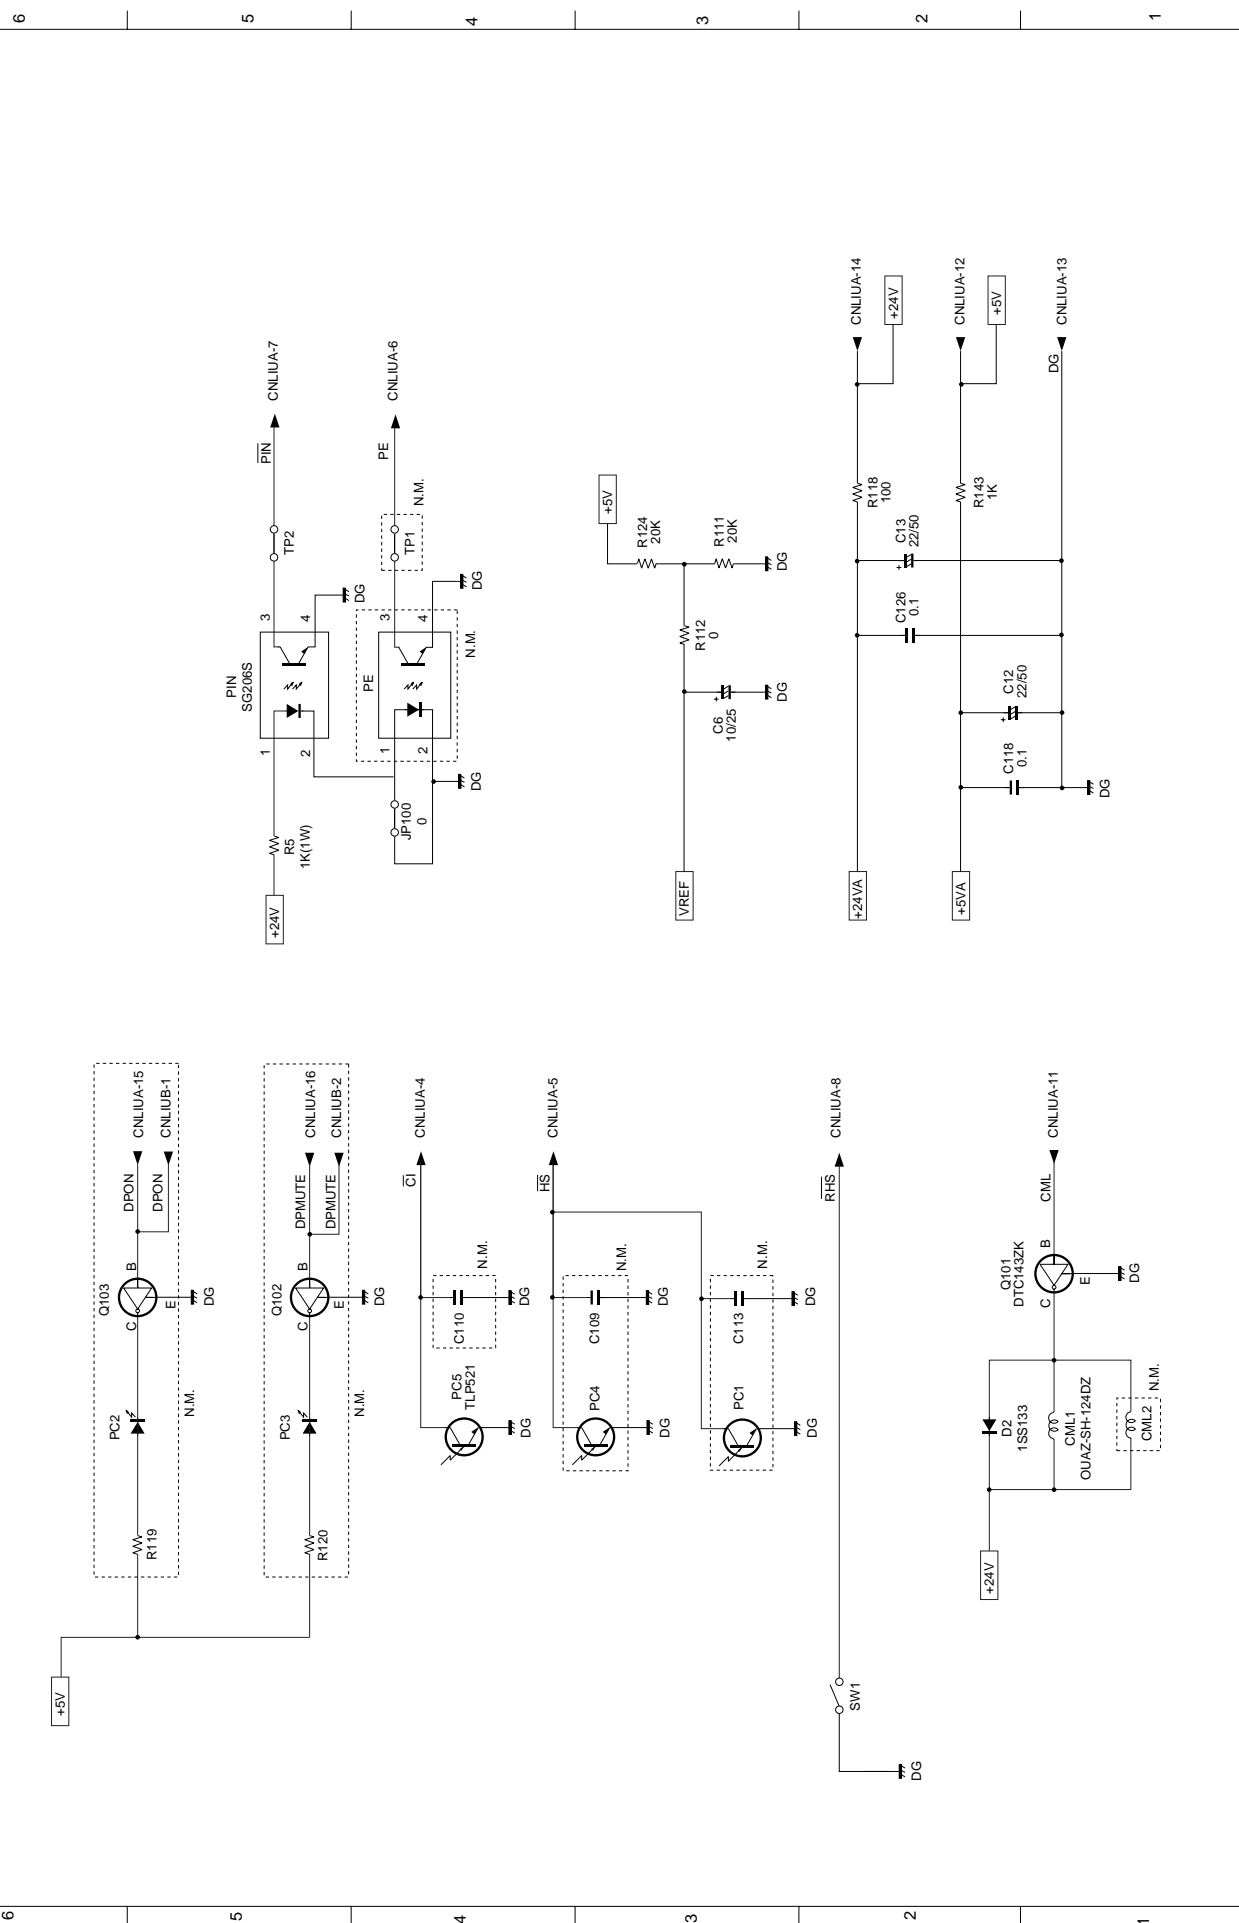 6
5
4
3
2
1
+5V
R119
PC2
Q103
C
B
E
DG
DPON
DPON
CNLIUA-15
CNLIUB-1
N.M.
R120
PC3
Q102
C
B
E
DG
DPMUTE
DPMUTE
CNLIUA-16
CNLIUB-2
N.M.
PC5
TLP521
DG
C110
DG
N.M.
CI
CNLIUA-4
PC4
DG
C109
DG
N.M.
HS
CNLIUA-5
PC1
DG
C113
DG
N.M.
SW1
DG
RHS
CNLIUA-8
+24V
D2
1SS133
CML1
OUAZ-SH-124DZ
CML2
N.M.
Q101
DTC143ZK
C
B
E
DG
CML
CNLIUA-11
+24V
R5
1K(1W)
PIN
SG206S
1
2
3
4
DG
TP2
PIN
CNLIUA-7
JP100
0
DG
PE
1
2
3
4
DG
N.M.
TP1
N.M.
PE
CNLIUA-6
VREF
C6
10/25
+
DG
R112
0
R124
20K
R111
20K
DG
+5V
+24VA
C126
0.1
C13
22/50
+
R118
100
+24V
CNLIUA-14
+5VA
C118
0.1
C12
22/50
+
R143
1K
+5V
CNLIUA-12
DG
DG
CNLIUA-13
6
5
4
3
2
1